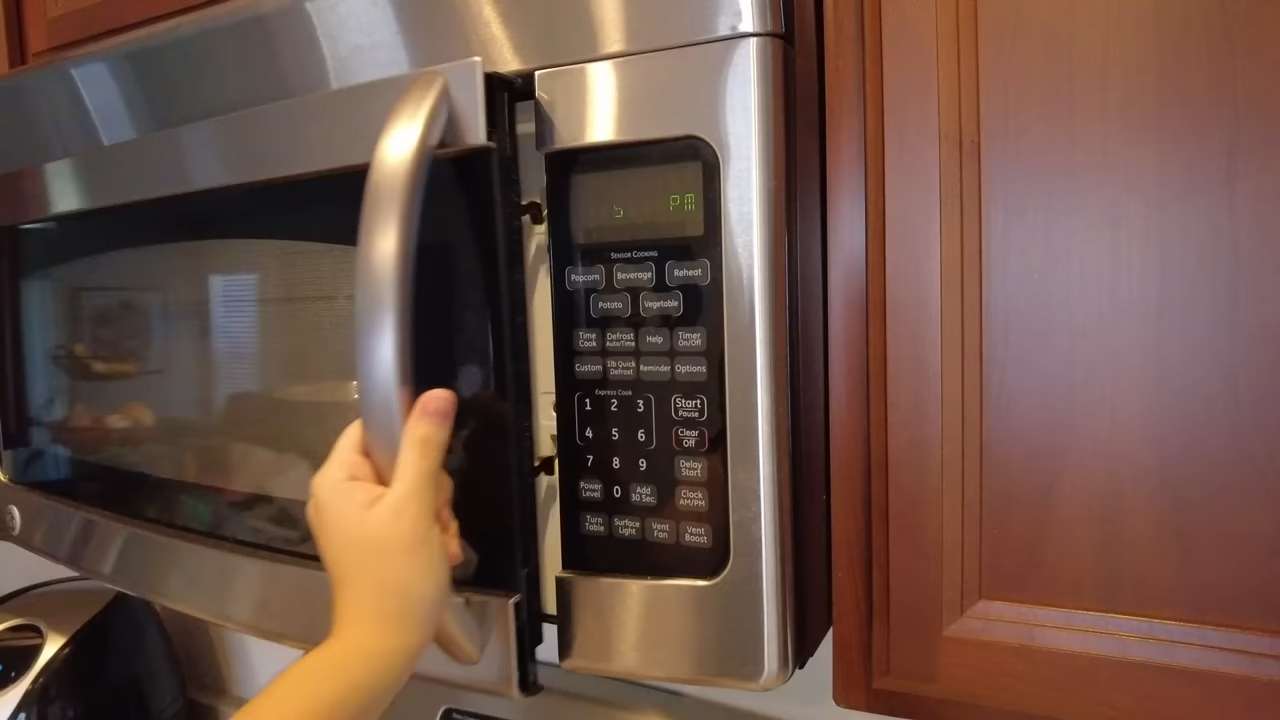 PM
SENSOR COOKING
Popcorn Beverage Reheat
Potato Vegetable
Time Cook Defrost Auto/Time Help Timer On/Off
Custom 1lb Quick Defrost Reminder Options
Express Cook
1 2 3 Start Pause
4 5 6 Clear Off
7 8 9 Delay Start
Power Level 0 Add 30 Sec. Clock AM/PM
Turn Table Surface Light Vent Fan Vent Boost